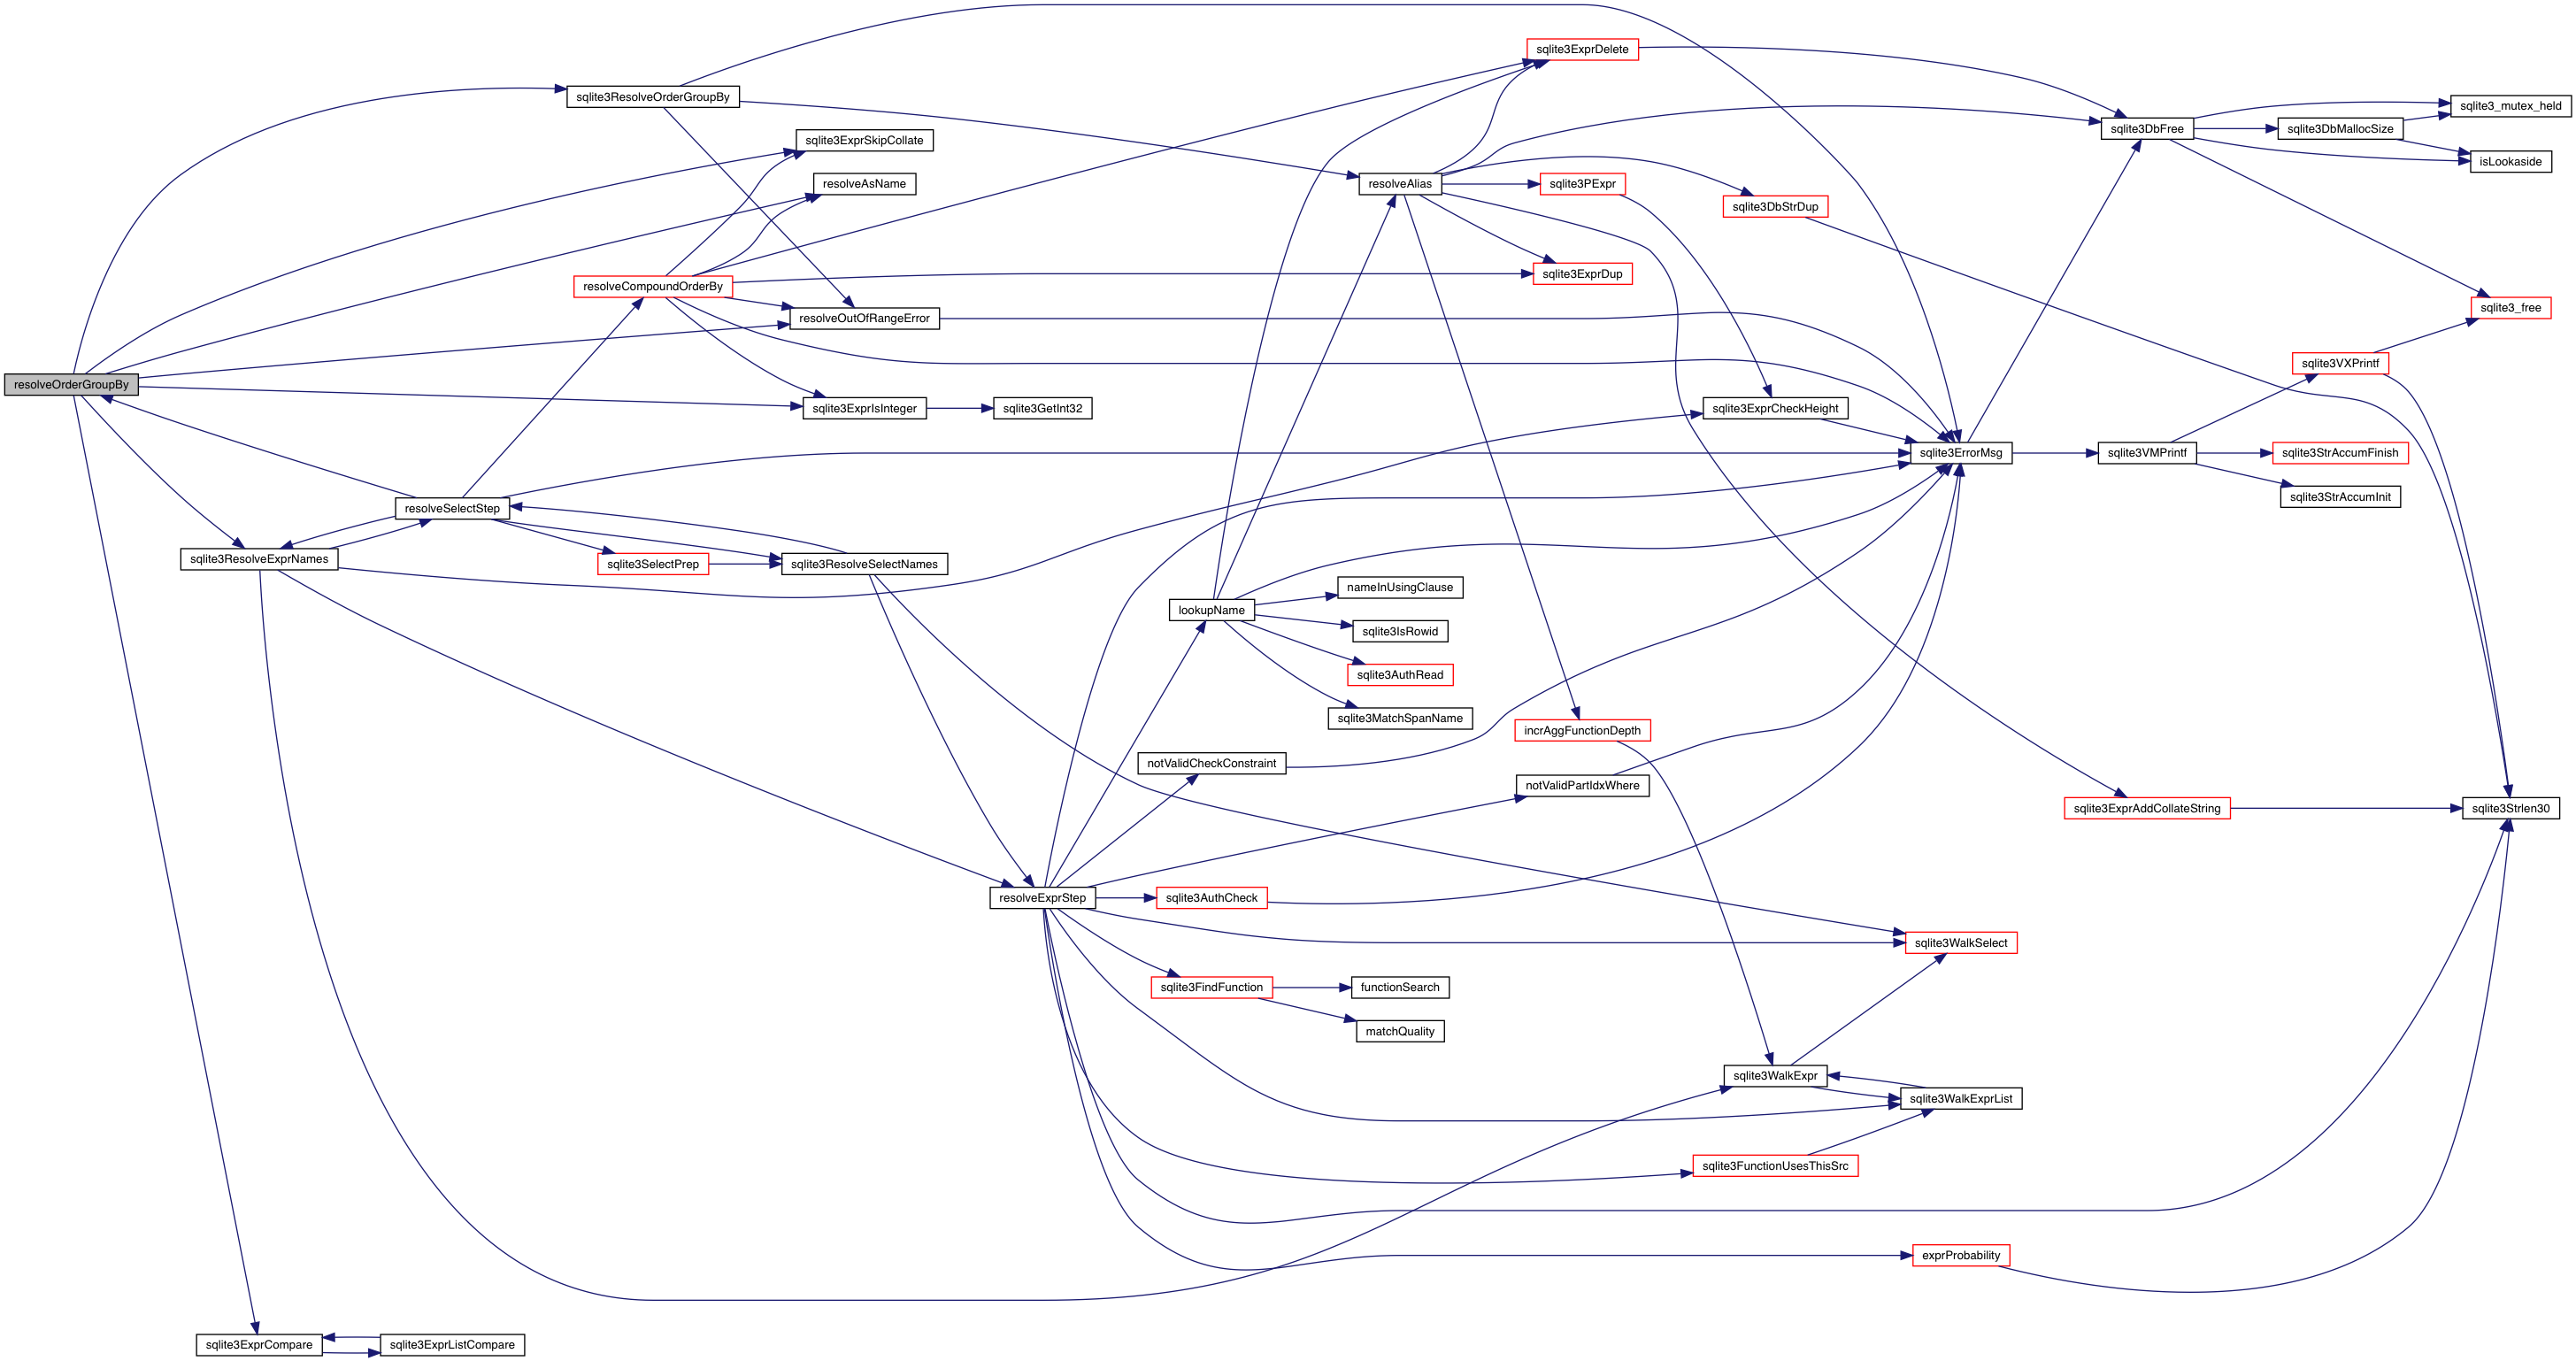 sqlite3ExprDelete
sqlite3ResolveOrderGroupBy
sqlite3_mutex_held
sqlite3DbFree
sqlite3DbMallocSize
sqlite3ExprSkipCollate
isLookaside
resolveAsName
resolveAlias
sqlite3PExpr
sqlite3DbStrDup
sqlite3ExprDup
resolveCompoundOrderBy
sqlite3_free
resolveOutOfRangeError
sqlite3VXPrintf
resolveOrderGroupBy
sqlite3ExprIsInteger
sqlite3GetInt32
sqlite3ExprCheckHeight
sqlite3ErrorMsg
sqlite3VMPrintf
sqlite3StrAccumFinish
sqlite3StrAccumInit
resolveSelectStep
sqlite3ResolveExprNames
sqlite3SelectPrep
sqlite3ResolveSelectNames
nameInUsingClause
lookupName
sqlite3IsRowid
sqlite3AuthRead
sqlite3MatchSpanName
incrAggFunctionDepth
notValidCheckConstraint
notValidPartIdxWhere
sqlite3ExprAddCollateString
sqlite3Strlen30
resolveExprStep
sqlite3AuthCheck
sqlite3WalkSelect
sqlite3FindFunction
functionSearch
matchQuality
sqlite3WalkExpr
sqlite3WalkExprList
sqlite3FunctionUsesThisSrc
exprProbability
sqlite3ExprCompare
sqlite3ExprListCompare